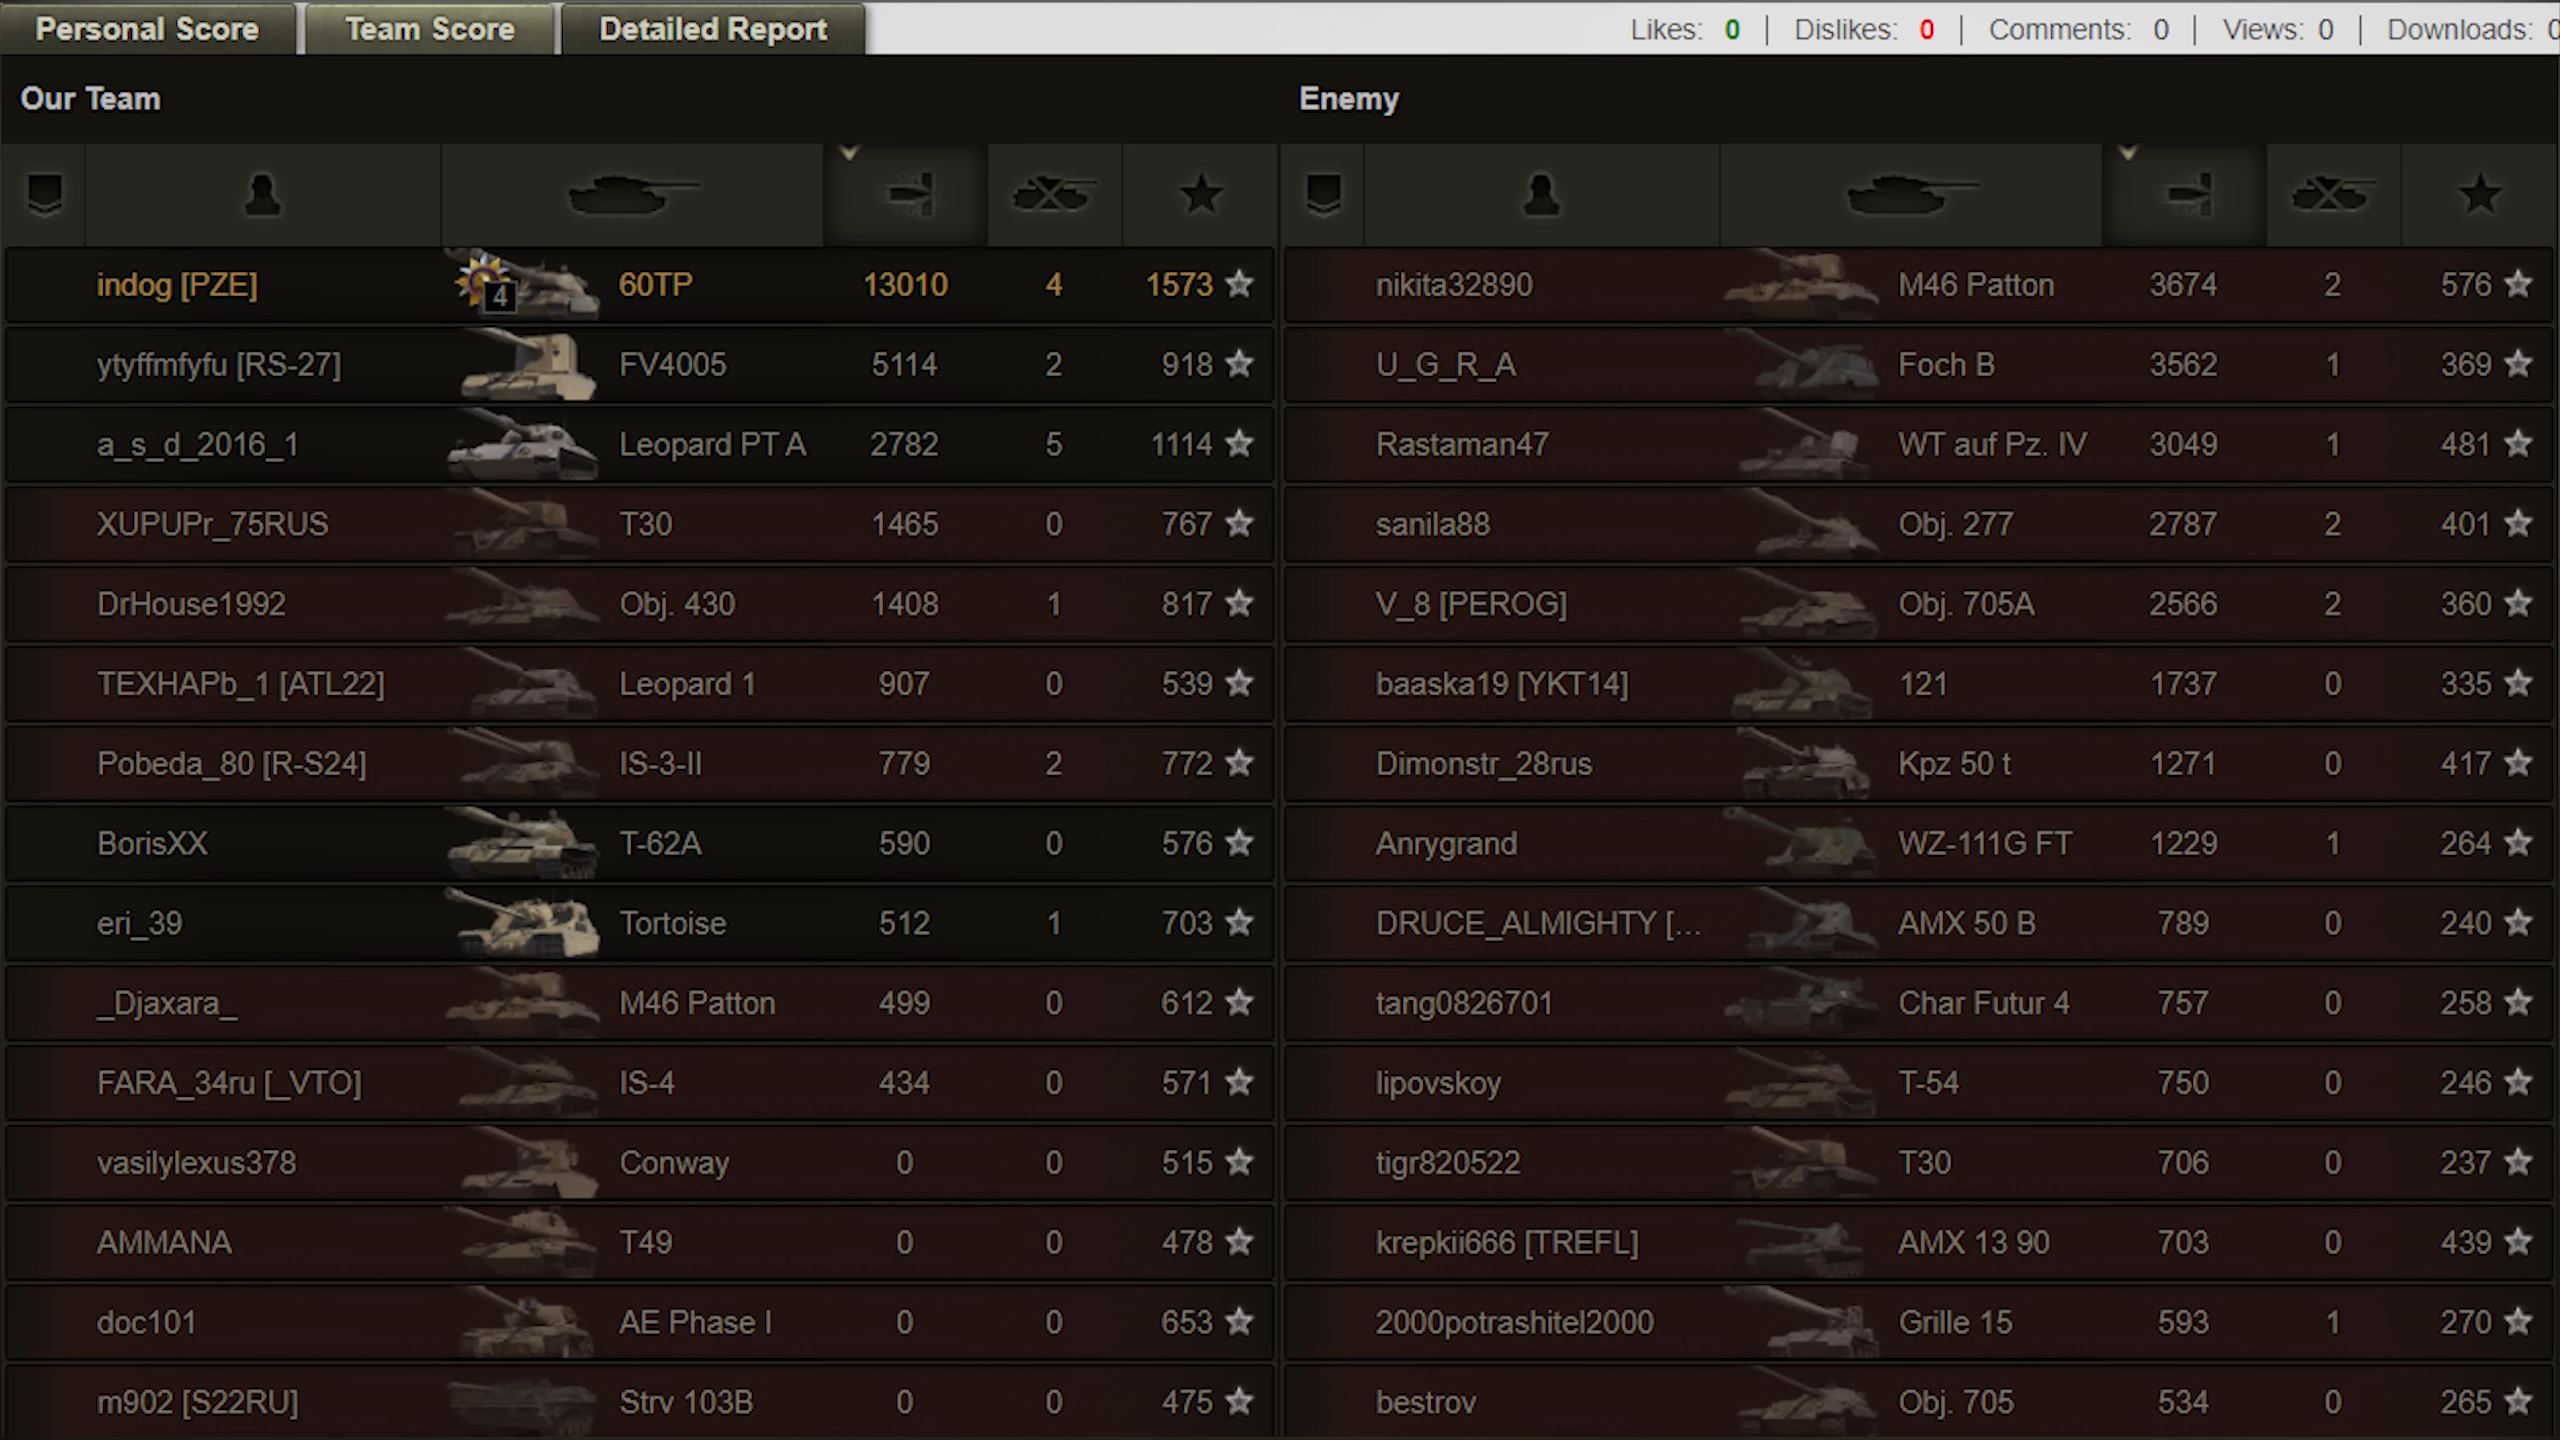 Personal Score Team Score Detailed Report Likes: 0 | Dislikes: 0 | Comments: 0 | Views: 0 | Downloads: 0
Our Team
indog [PZE] 4 60TP 13010 4 1573
ytyffmfyfu [RS-27] FV4005 5114 2 918
a_s_d_2016_1 Leopard PT A 2782 5 1114
XUPUPr_75RUS T30 1465 0 767
DrHouse1992 Obj. 430 1408 1 817
TEXHAPb_1 [ATL22] Leopard 1 907 0 539
Pobeda_80 [R-S24] IS-3-II 779 2 772
BorisXX T-62A 590 0 576
eri_39 Tortoise 512 1 703
_Djaxara_ M46 Patton 499 0 612
FARA_34ru [_VTO] IS-4 434 0 571
vasilylexus378 Conway 0 0 515
AMMANA T49 0 0 478
doc101 AE Phase I 0 0 653
m902 [S22RU] Strv 103B 0 0 475
Enemy
nikita32890 M46 Patton 3674 2 576
U_G_R_A Foch B 3562 1 369
Rastaman47 WT auf Pz. IV 3049 1 481
sanila88 Obj. 277 2787 2 401
V_8 [PEROG] Obj. 705A 2566 2 360
baaska19 [YKT14] 121 1737 0 335
Dimonstr_28rus Kpz 50 t 1271 0 417
Anrygrand WZ-111G FT 1229 1 264
DRUCE_ALMIGHTY [... AMX 50 B 789 0 240
tang0826701 Char Futur 4 757 0 258
lipovskoy T-54 750 0 246
tigr820522 T30 706 0 237
krepkii666 [TREFL] AMX 13 90 703 0 439
2000potrashitel2000 Grille 15 593 1 270
bestrov Obj. 705 534 0 265